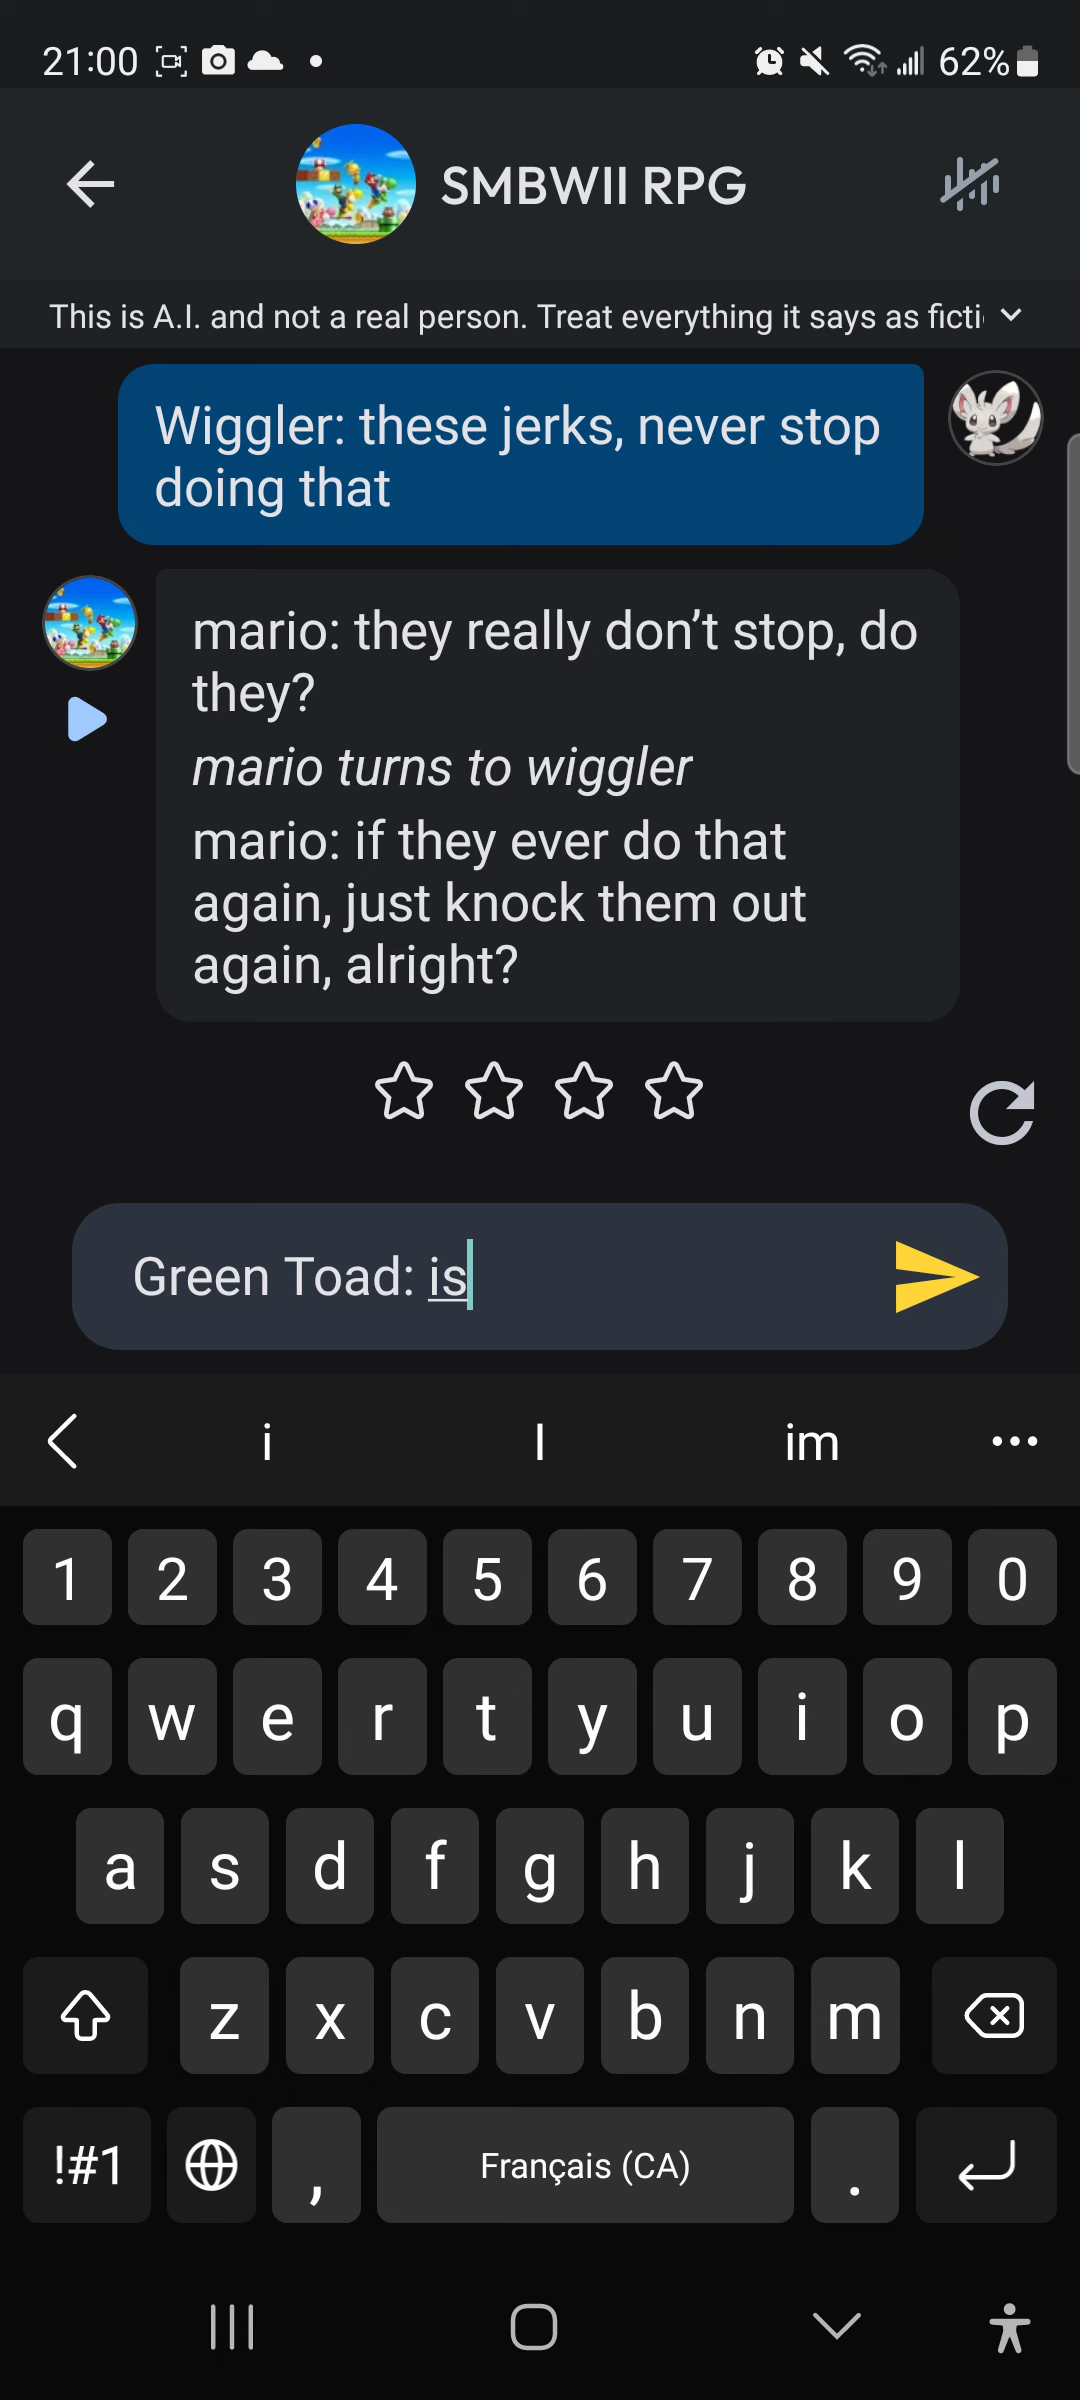 21:00
62%
SMBWII RPG
This is A.I. and not a real person. Treat everything it says as ficti
Wiggler: these jerks, never stop
doing that
mario: they really don’t stop, do
they?
mario turns to wiggler
mario: if they ever do that
again, just knock them out
again, alright?
Green Toad: is
i I im
1 2 3 4 5 6 7 8 9 0
q w e r t y u i o p
a s d f g h j k l
z x c v b n m
!#1 , Français (CA) .